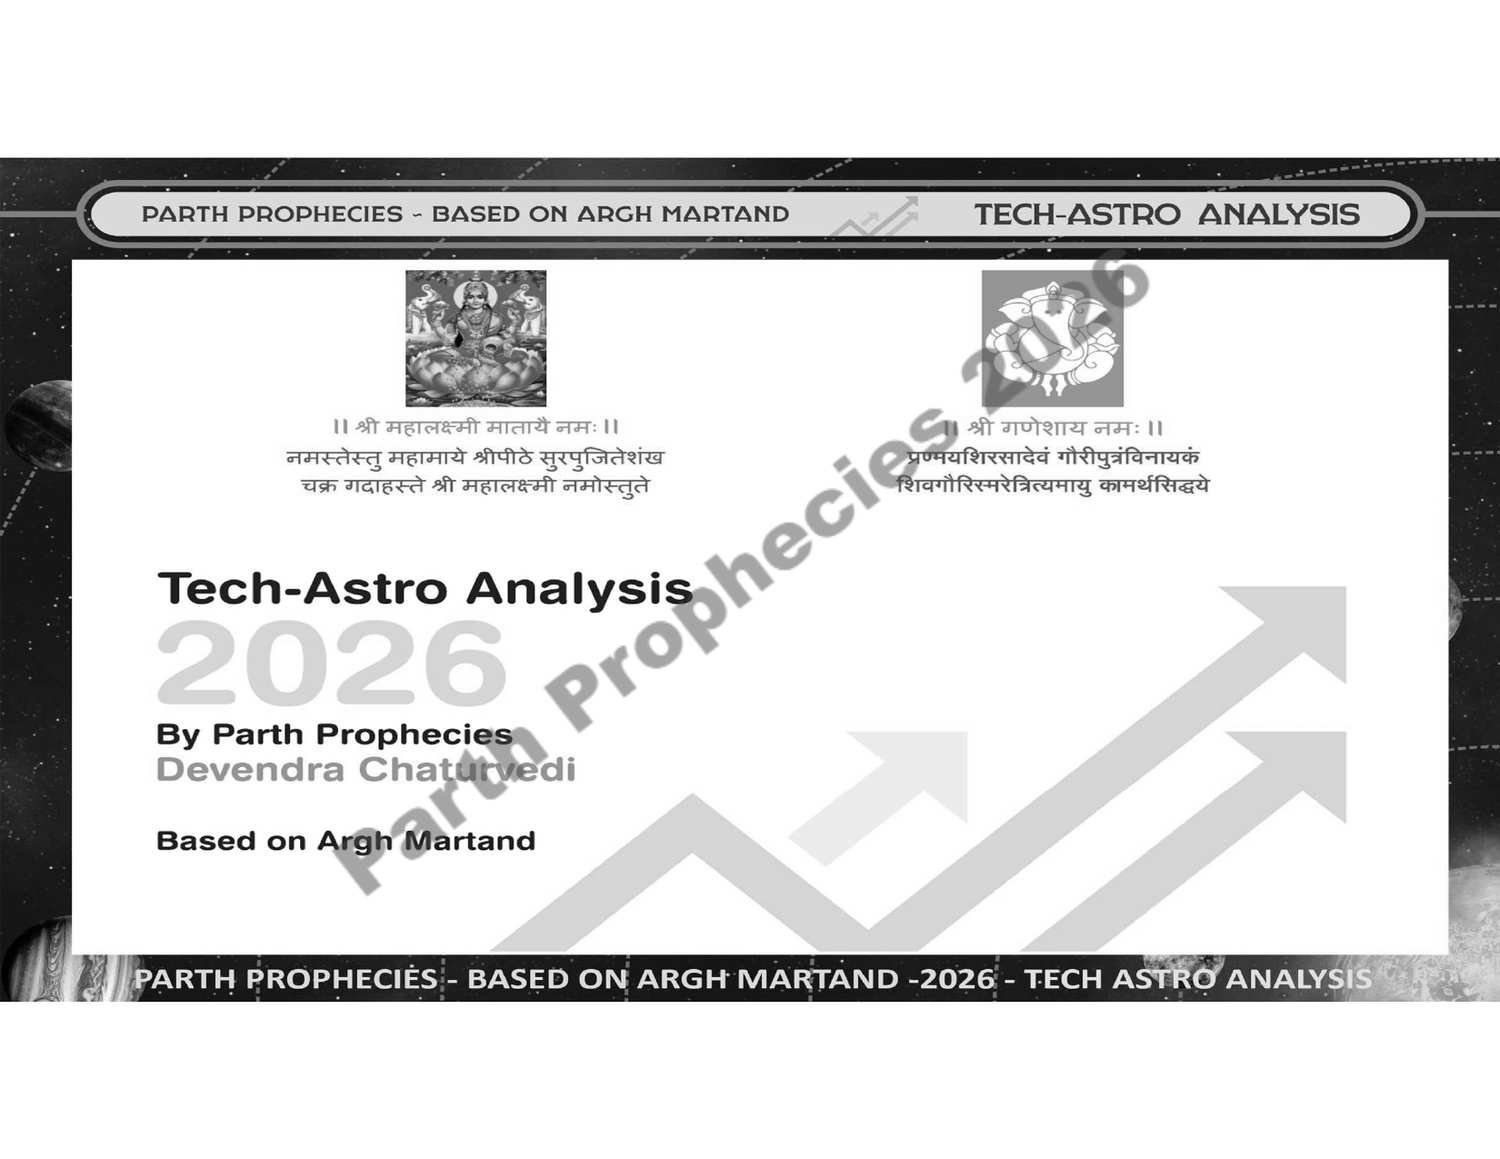 PARTH PROPHECIES - BASED ON ARGH MARTAND
TECH-ASTRO ANALYSIS
॥ श्री महालक्ष्मी मातायै नमः ॥
नमस्तेस्तु महामाये श्रीपीठे सुरपुजितेशंख
चक्र गदाहस्ते श्री महालक्ष्मी नमोस्तुते
॥ श्री गणेशाय नमः ॥
प्रणमयशिरसादेवं गौरीपुत्रंविनायकं
शिवगौरिस्मरेत्रित्यमायु कामर्थसिद्धये
Tech-Astro Analysis
2026
By Parth Prophecies
Devendra Chaturvedi
Based on Argh Martand
Parth Prophecies 2026
PARTH PROPHECIES - BASED ON ARGH MARTAND -2026 - TECH ASTRO ANALYSIS